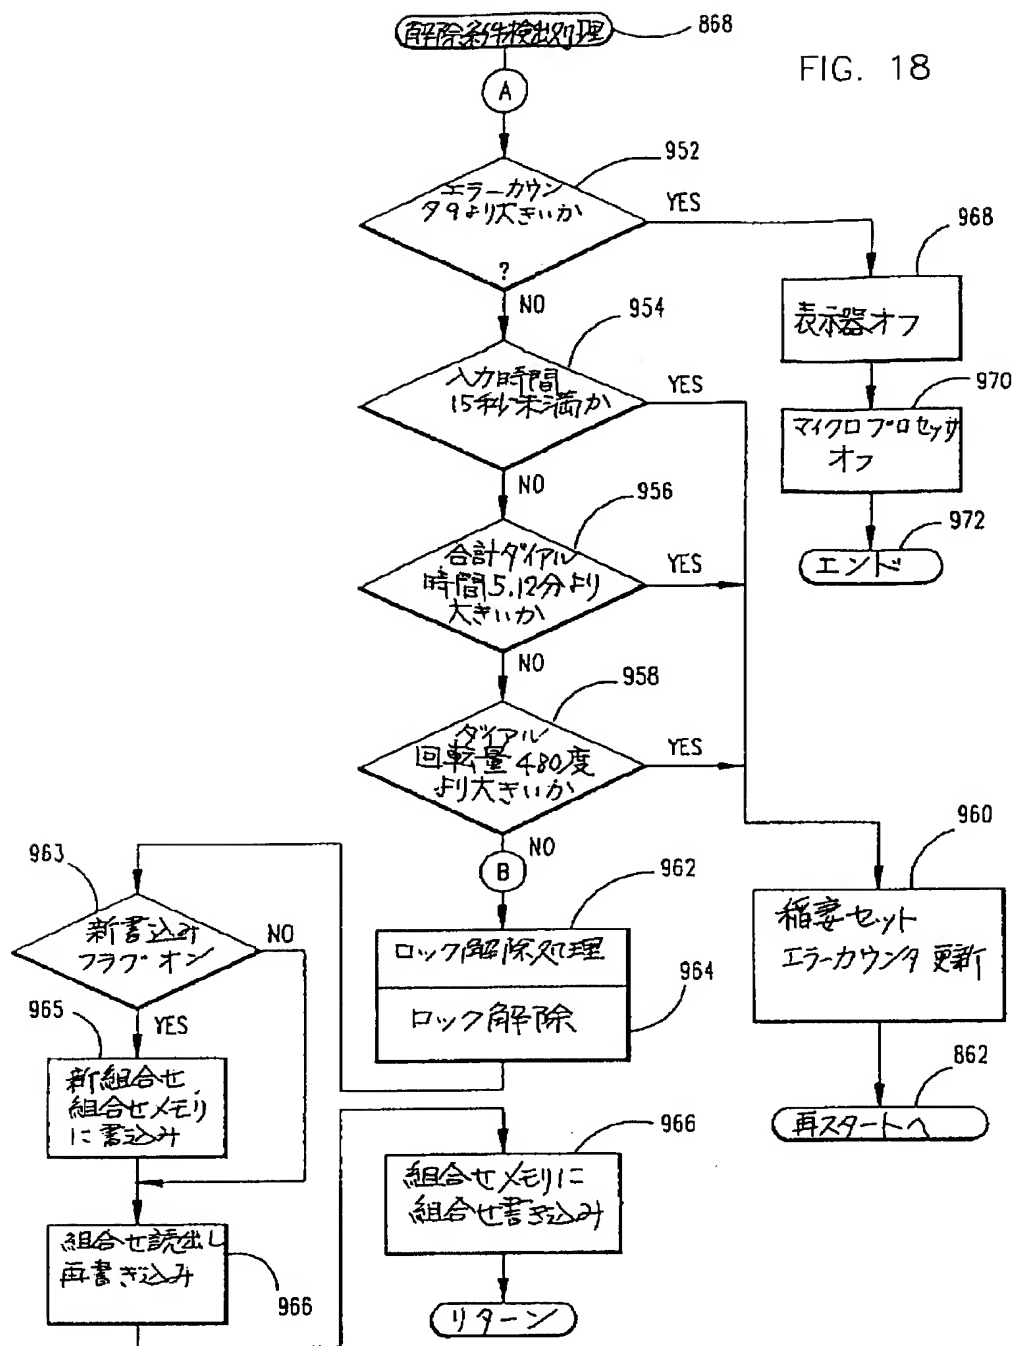 解除条件検出処理
868
FIG. 18
A
952
エラーカウン
タ9より大きいか
?
YES
NO
968
表示器オフ
954
入力時間
15秒未満か
YES
NO
970
マイクロプロセッサ
オフ
956
合計ダイアル
時間5.12分より
大きいか
YES
NO
972
エンド
958
ダイアル
回転量480度
より大きいか
YES
NO
B
960
稲妻セット
エラーカウンタ更新
862
再スタートへ
962
ロック解除処理
964
ロック解除
963
新書込み
フラグオン
NO
YES
965
新組合せ
組合せメモリ
に書込み
組合せ読出し
再書き込み
966
966
組合せメモリに
組合せ書き込み
リターン